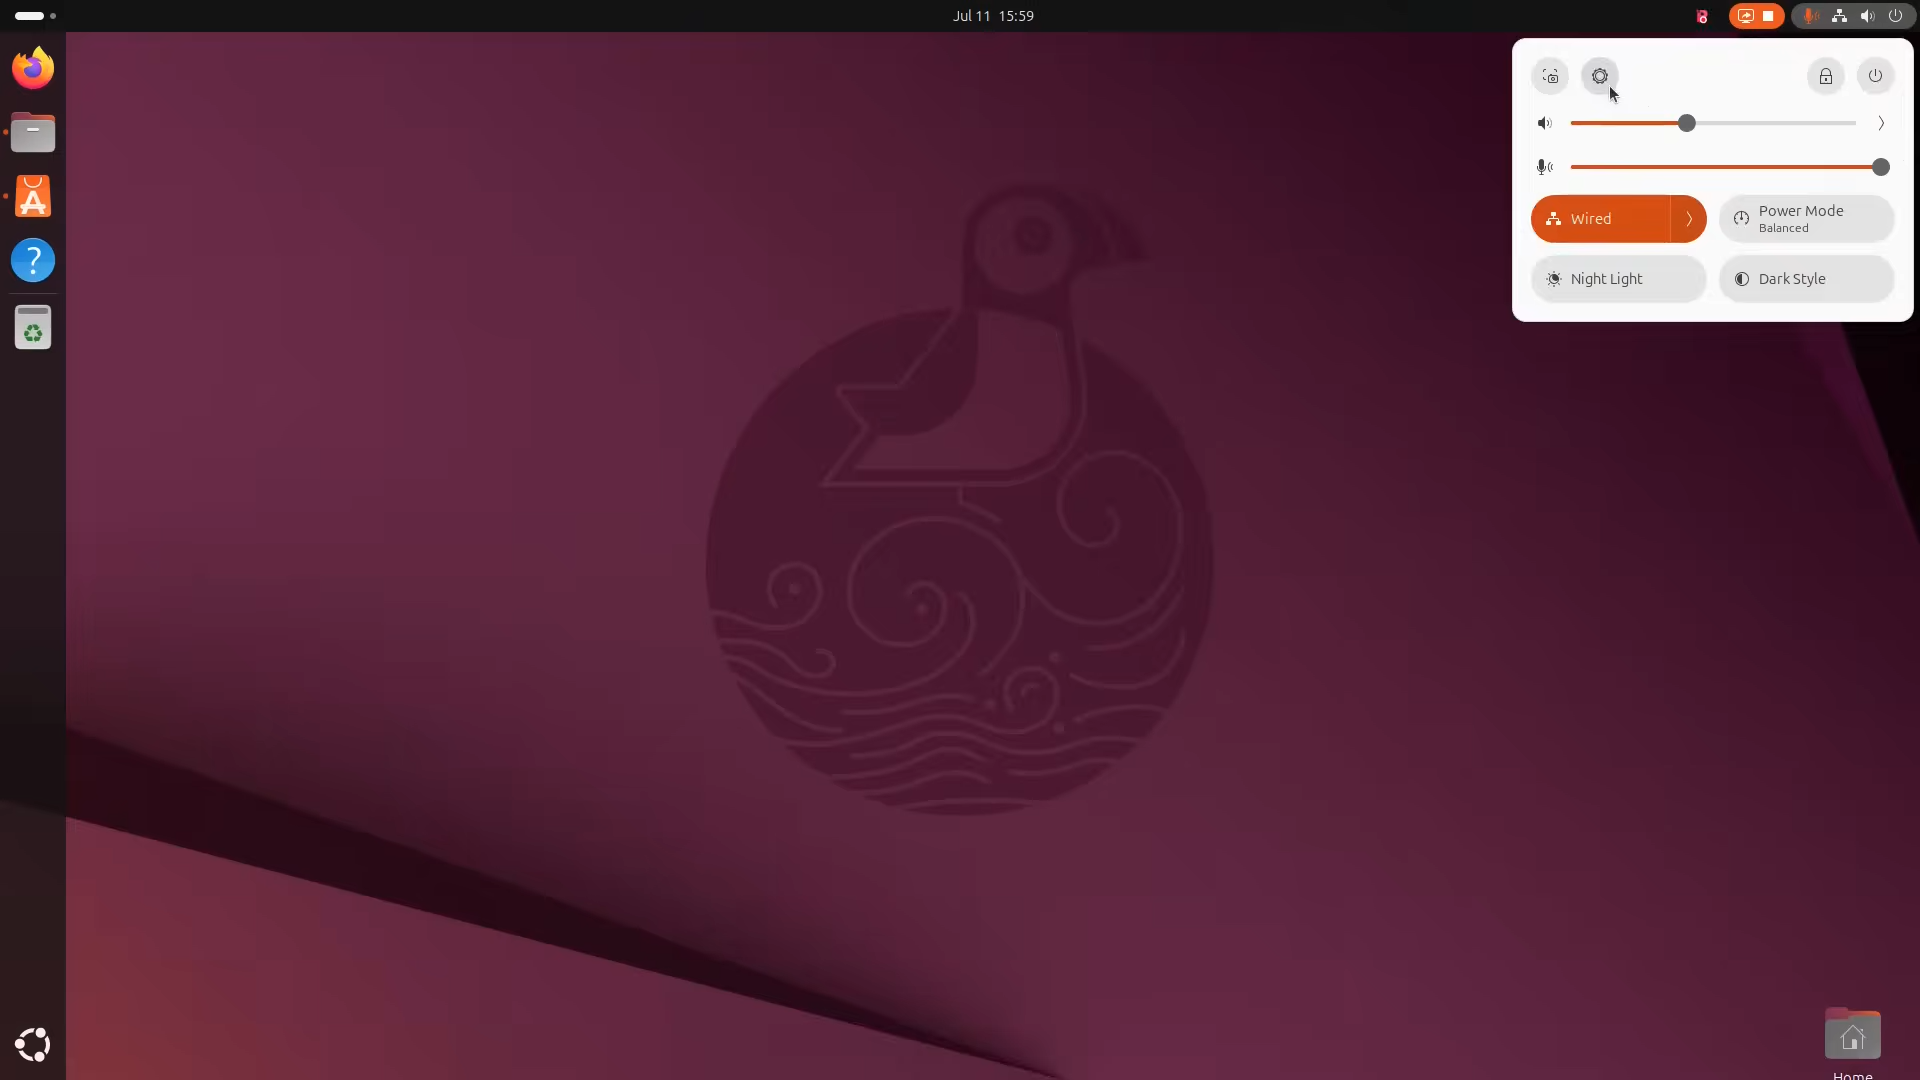 Jul 11 15:59
Wired
Power Mode
Balanced
Night Light
Dark Style
Home